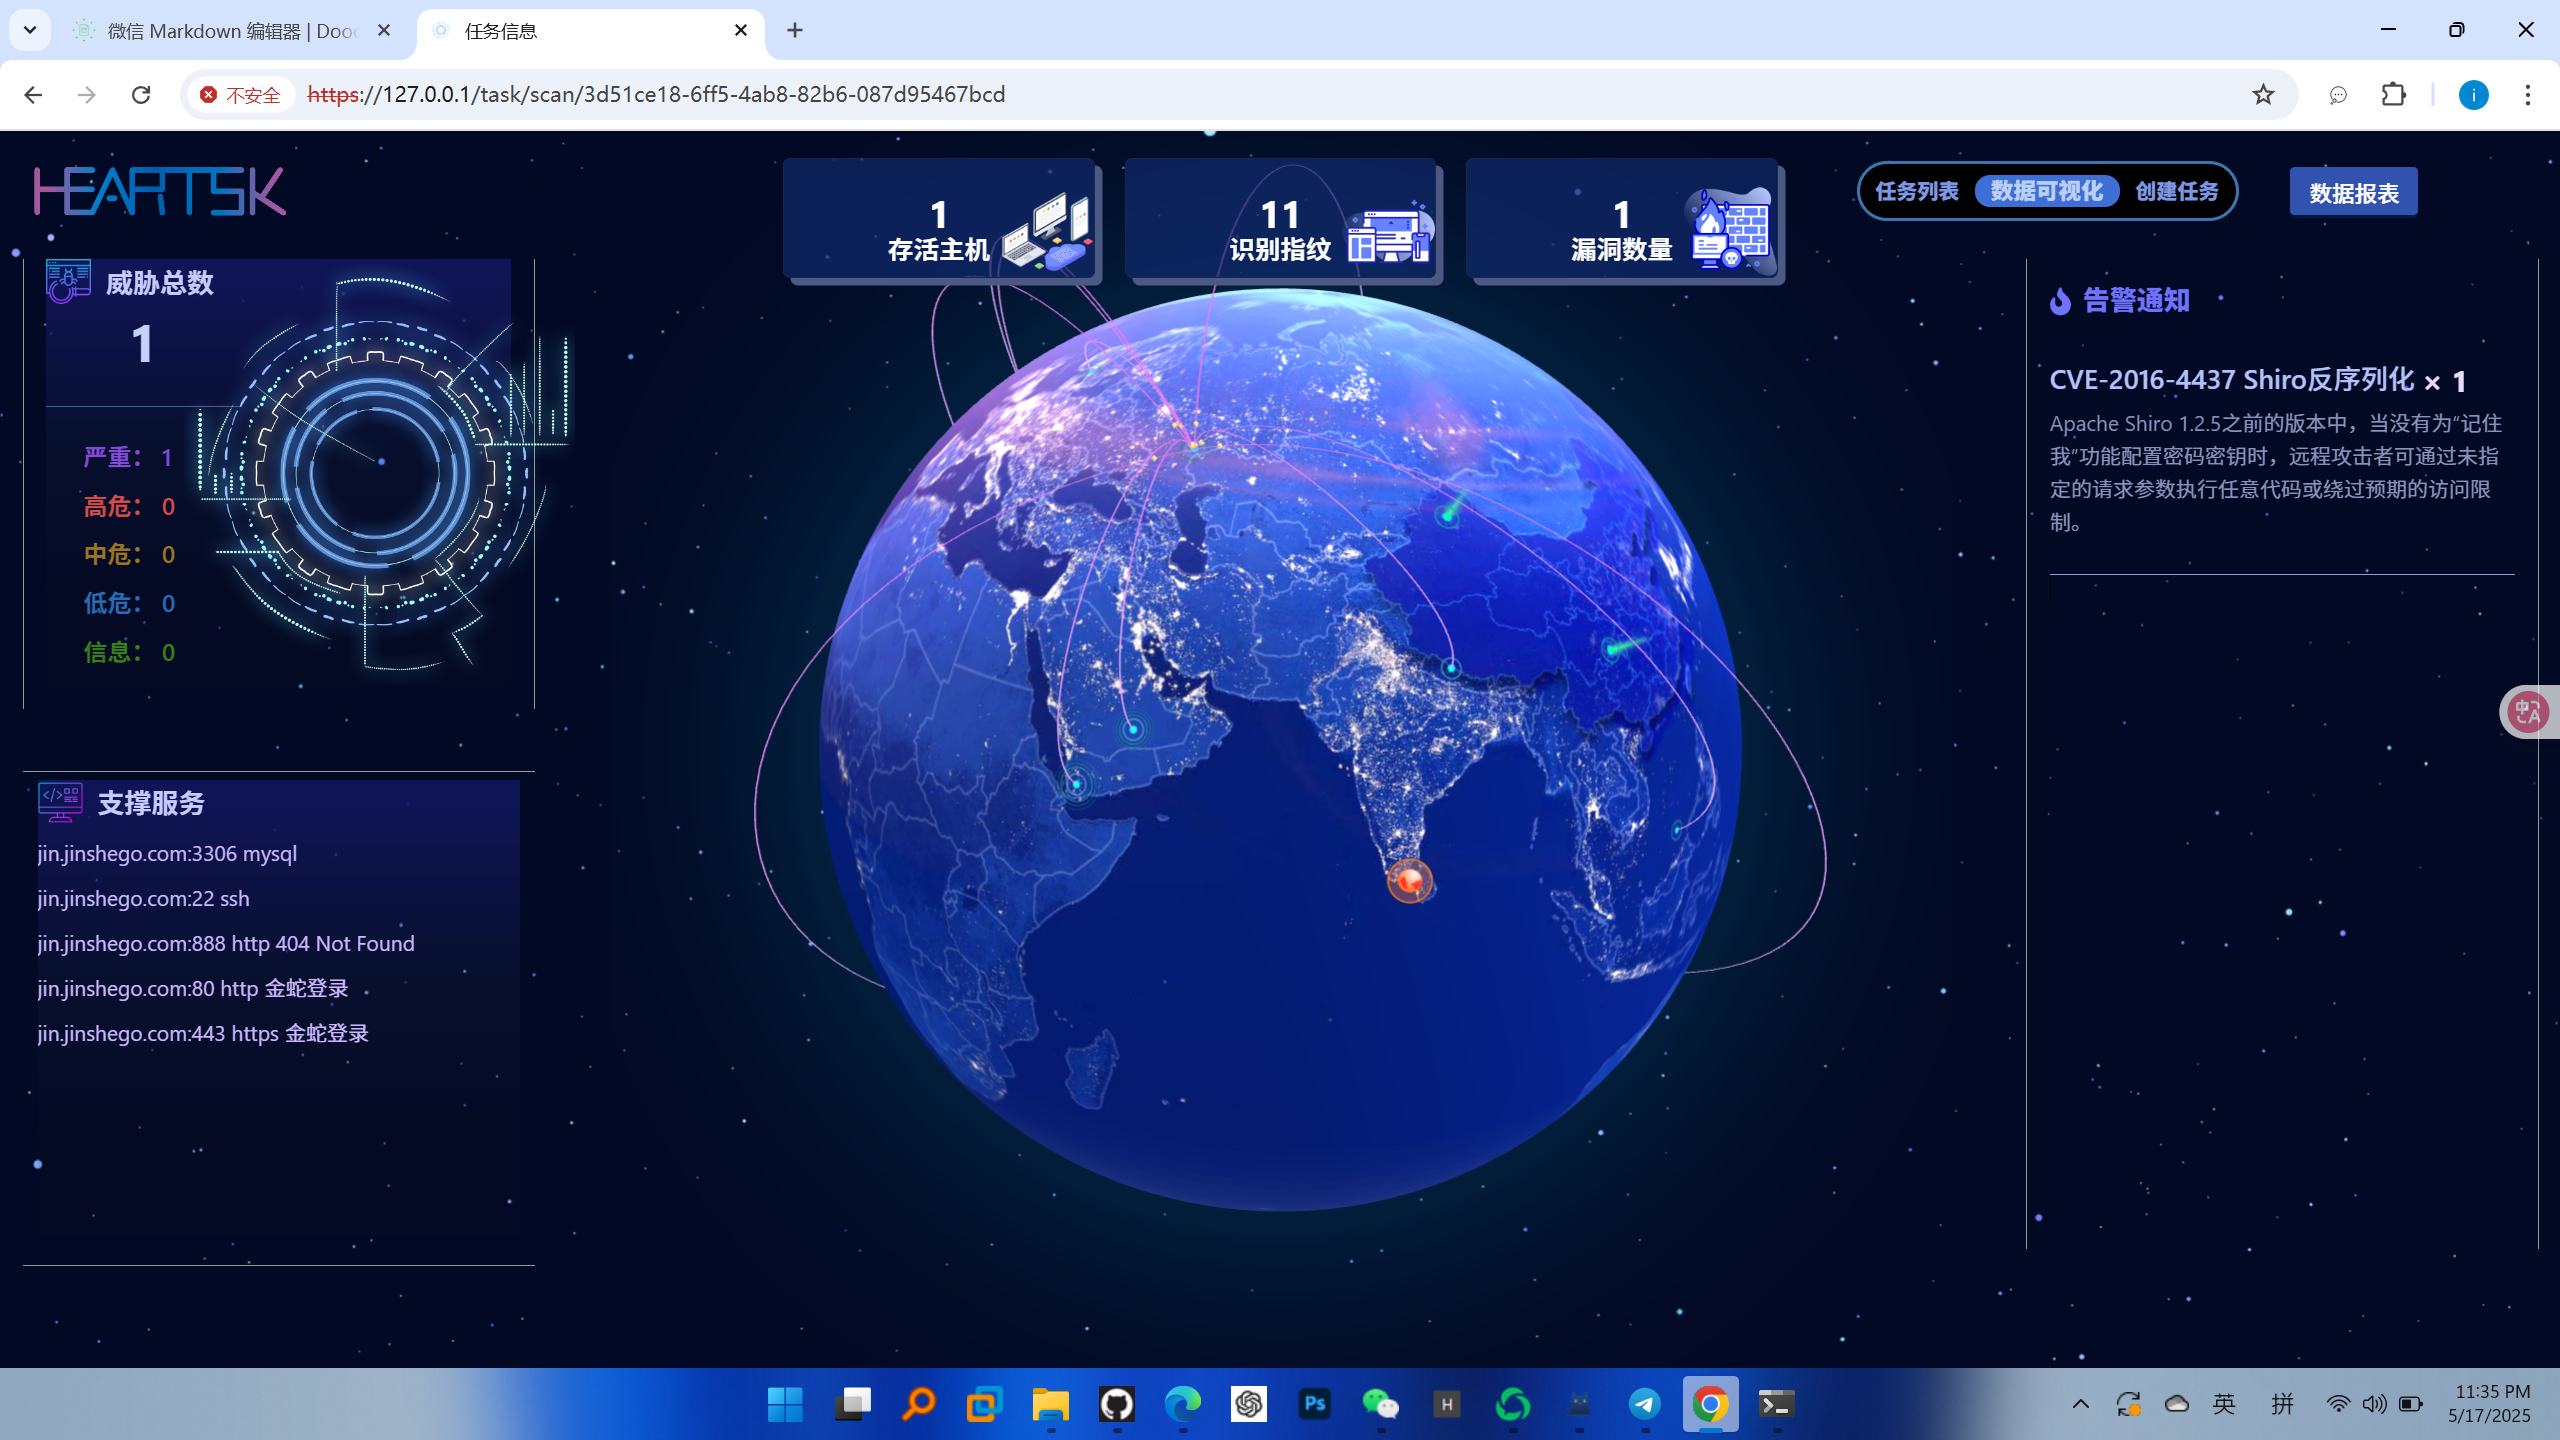 微信 Markdown 编辑器 | Dooc
任务信息
不安全
https://127.0.0.1/task/scan/3d51ce18-6ff5-4ab8-82b6-087d95467bcd
i
HEARTSK
1
存活主机
11
识别指纹
1
漏洞数量
任务列表
数据可视化
创建任务
数据报表
威胁总数
1
严重： 1
高危： 0
中危： 0
低危： 0
信息： 0
告警通知
CVE-2016-4437 Shiro反序列化 × 1
Apache Shiro 1.2.5之前的版本中，当没有为“记住
我”功能配置密码密钥时，远程攻击者可通过未指
定的请求参数执行任意代码或绕过预期的访问限
制。
支撑服务
jin.jinshego.com:3306 mysql
jin.jinshego.com:22 ssh
jin.jinshego.com:888 http 404 Not Found
jin.jinshego.com:80 http 金蛇登录
jin.jinshego.com:443 https 金蛇登录
中A
Ps
H
英
拼
11:35 PM
5/17/2025